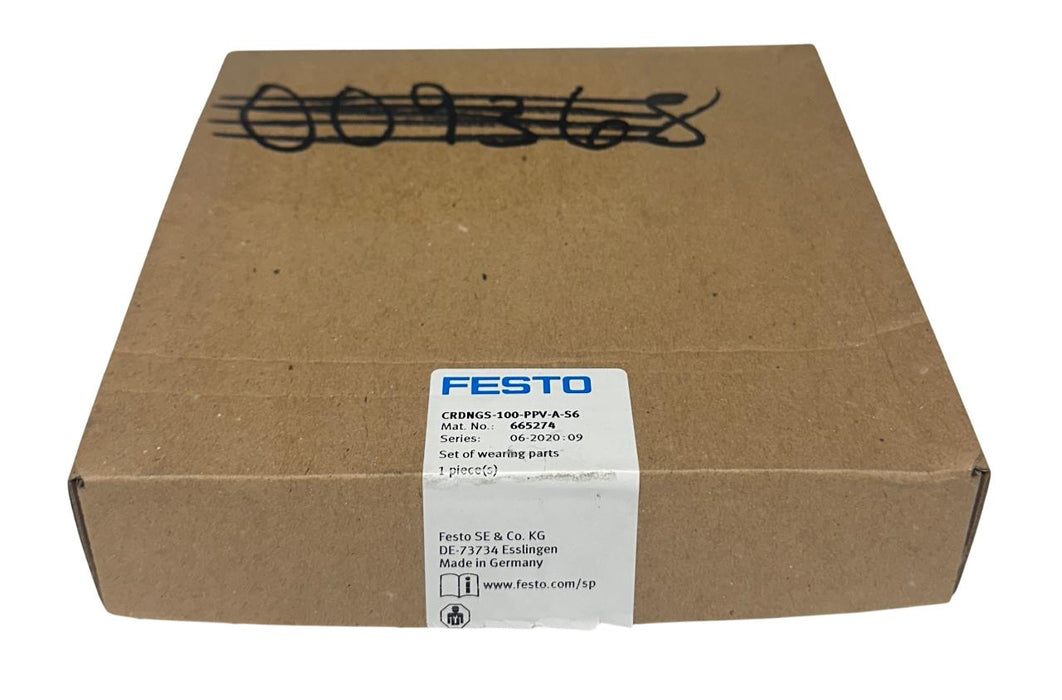 009368
FESTO
CRDNGS-100-PPV-A-S6
Mat. No.: 665274
Series: 06-2020:09
Set of wearing parts
1 piece(s)
Festo SE & Co. KG
DE-73734 Esslingen
Made in Germany
i www.festo.com/sp